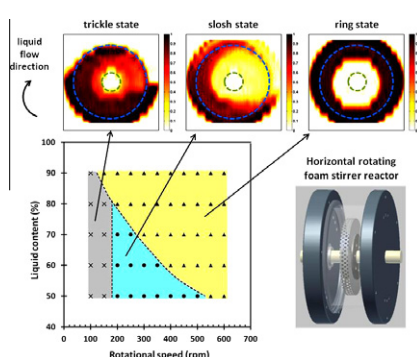 trickle state
slosh state
ring state
liquid
flow
direction
100
90
80
70
60
50
40
Liquid content (%)
0 100 200 300 400 500 600 700
Rotational speed (rpm)
Horizontal rotating
foam stirrer reactor